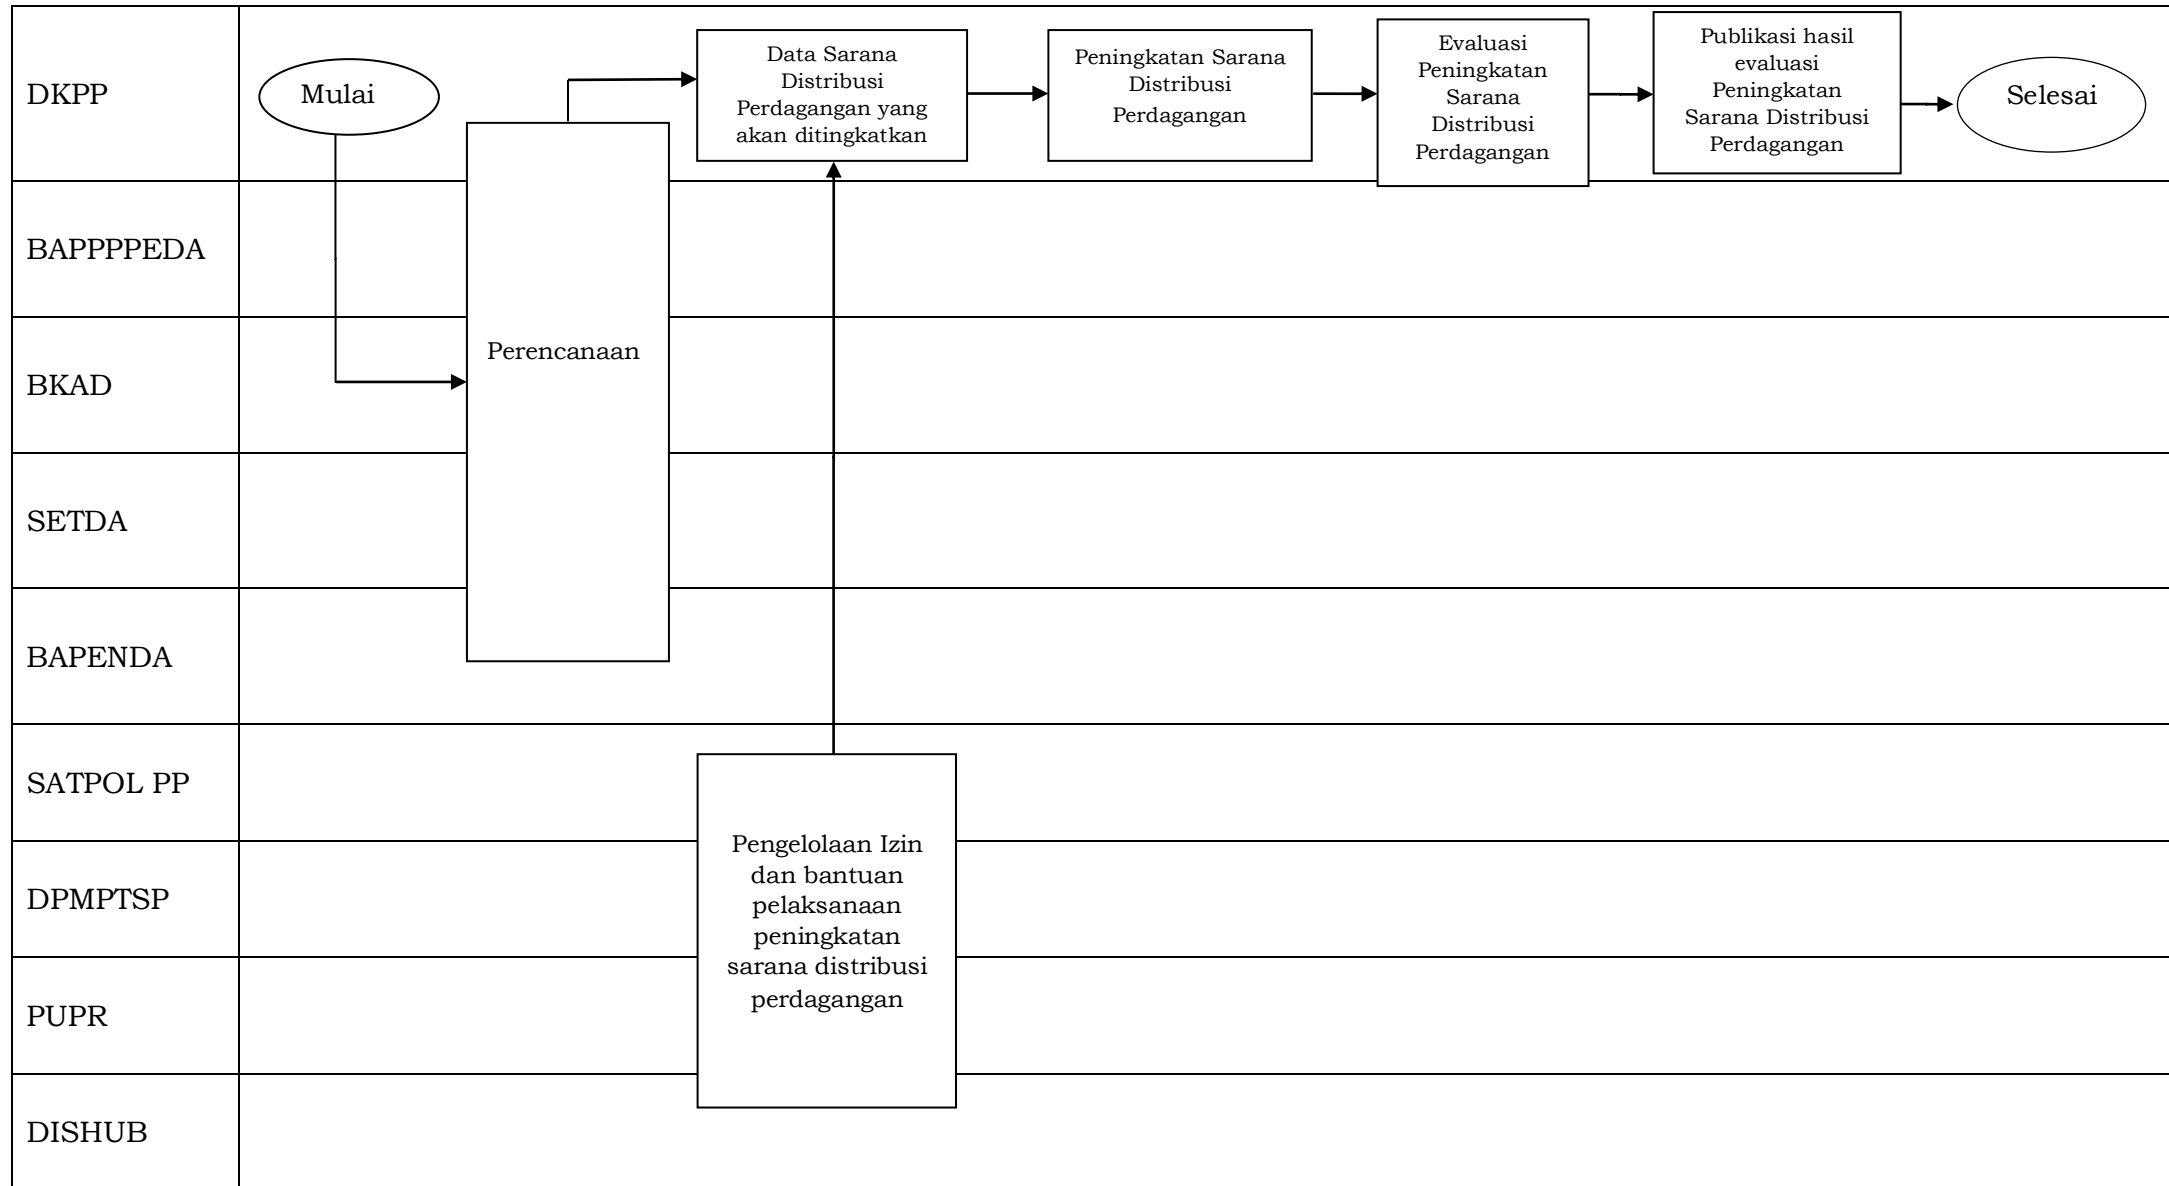 DKPP
Mulai
Data Sarana
Distribusi
Perdagangan yang
akan ditingkatkan
Peningkatan Sarana
Distribusi
Perdagangan
Evaluasi
Peningkatan
Sarana
Distribusi
Perdagangan
Publikasi hasil
evaluasi
Peningkatan
Sarana Distribusi
Perdagangan
Selesai
BAPPPPEDA
Perencanaan
BKAD
SETDA
BAPENDA
SATPOL PP
Pengelolaan Izin
dan bantuan
pelaksanaan
peningkatan
sarana distribusi
perdagangan
DPMPTSP
PUPR
DISHUB